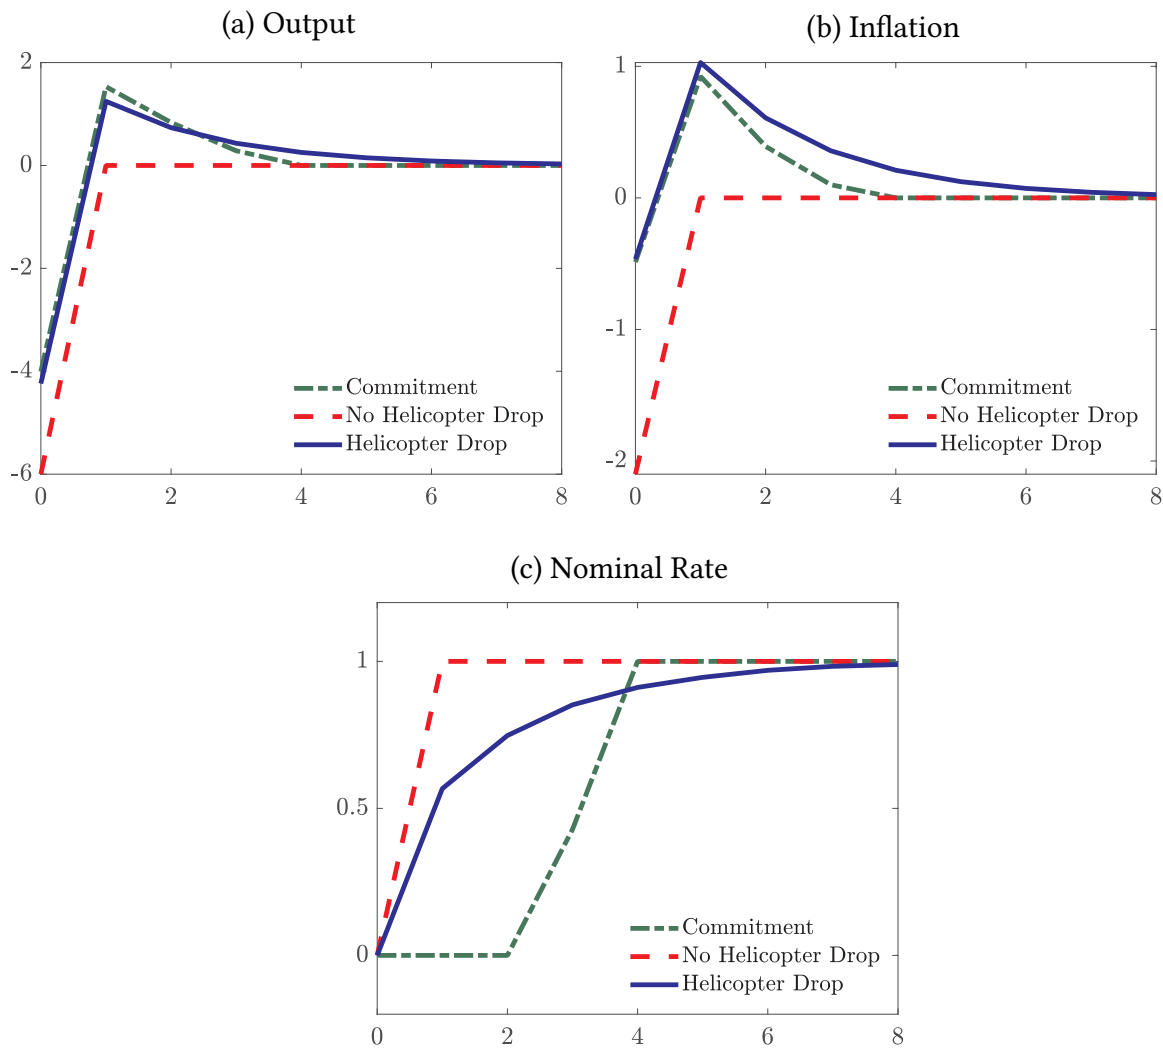 (a) Output
2
0
-2
-4
-6
0
2
4
6
8
Commitment
No Helicopter Drop
Helicopter Drop
(b) Inflation
1
0
-1
-2
0
2
4
6
8
Commitment
No Helicopter Drop
Helicopter Drop
(c) Nominal Rate
1
0.5
0
0
2
4
6
8
Commitment
No Helicopter Drop
Helicopter Drop